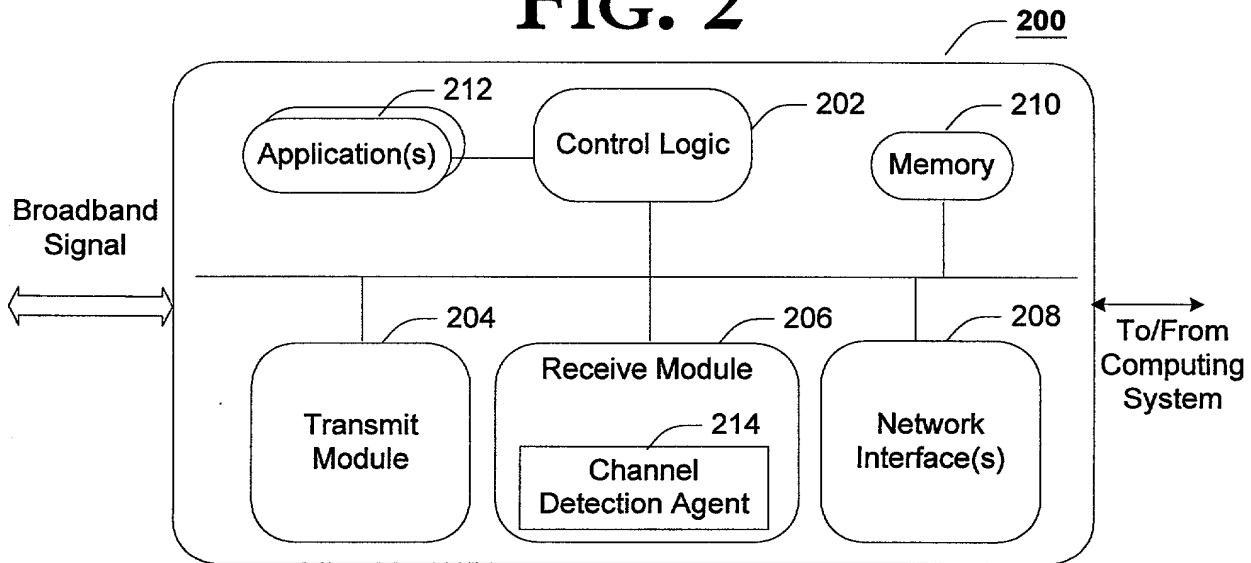 FIG. 2
200
212
202
210
Application(s)
Control Logic
Memory
Broadband
Signal
204
206
208
To/From
Computing
System
Transmit
Module
Receive Module
214
Channel
Detection Agent
Network
Interface(s)